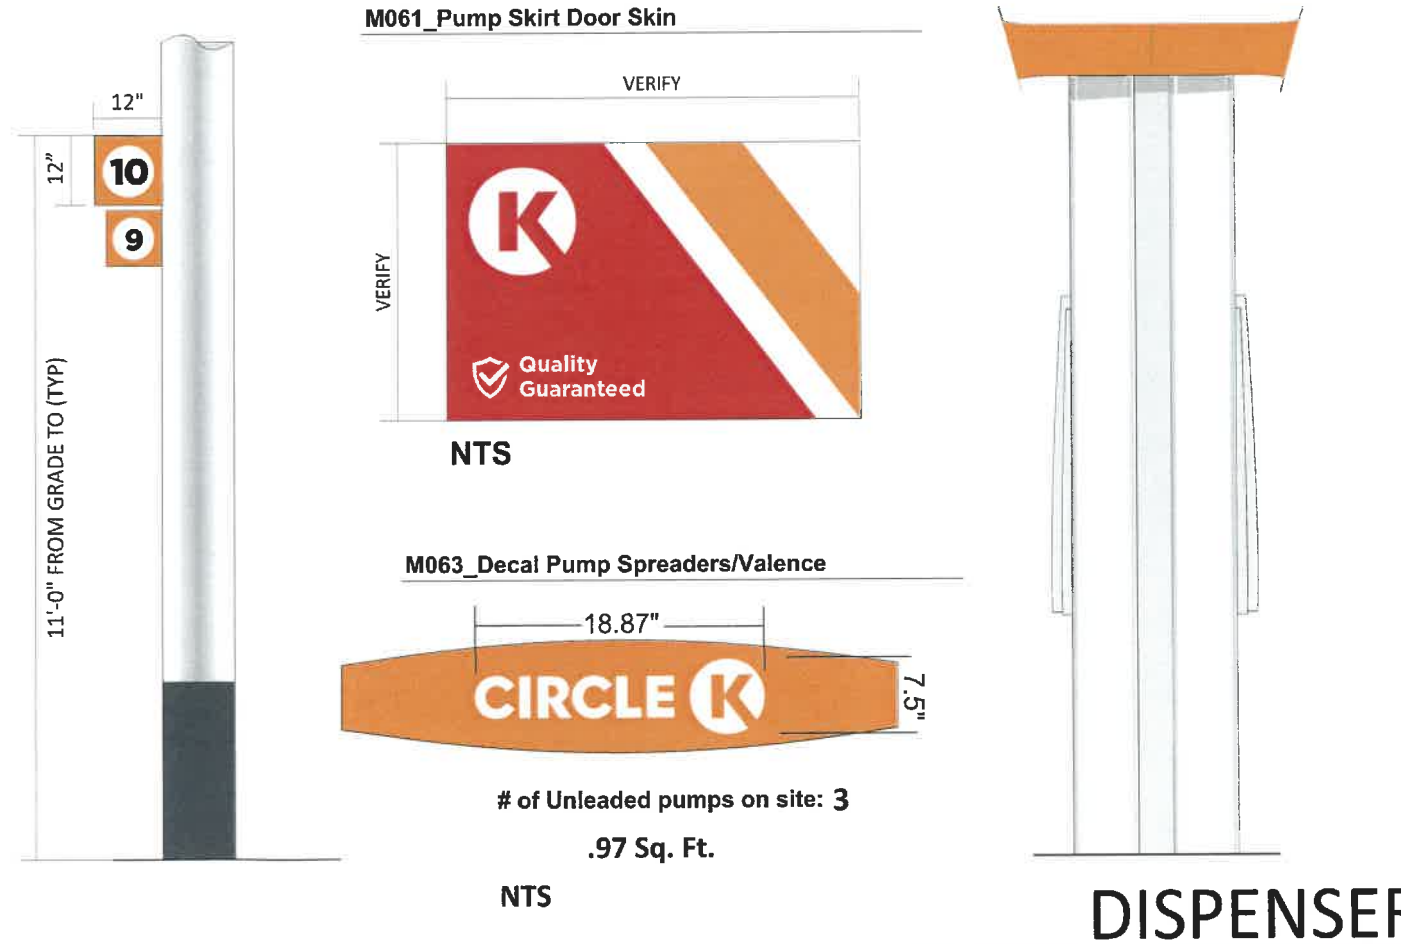 M061_Pump Skirt Door Skin
VERIFY
12"
12"
10
9
11'-0" FROM GRADE TO (TYP)
VERIFY
K
Quality
Guaranteed
NTS
M063_Decal Pump Spreaders/Valence
18.87"
CIRCLE K
7.5"
# of Unleaded pumps on site: 3
.97 Sq. Ft.
NTS
DISPENSER